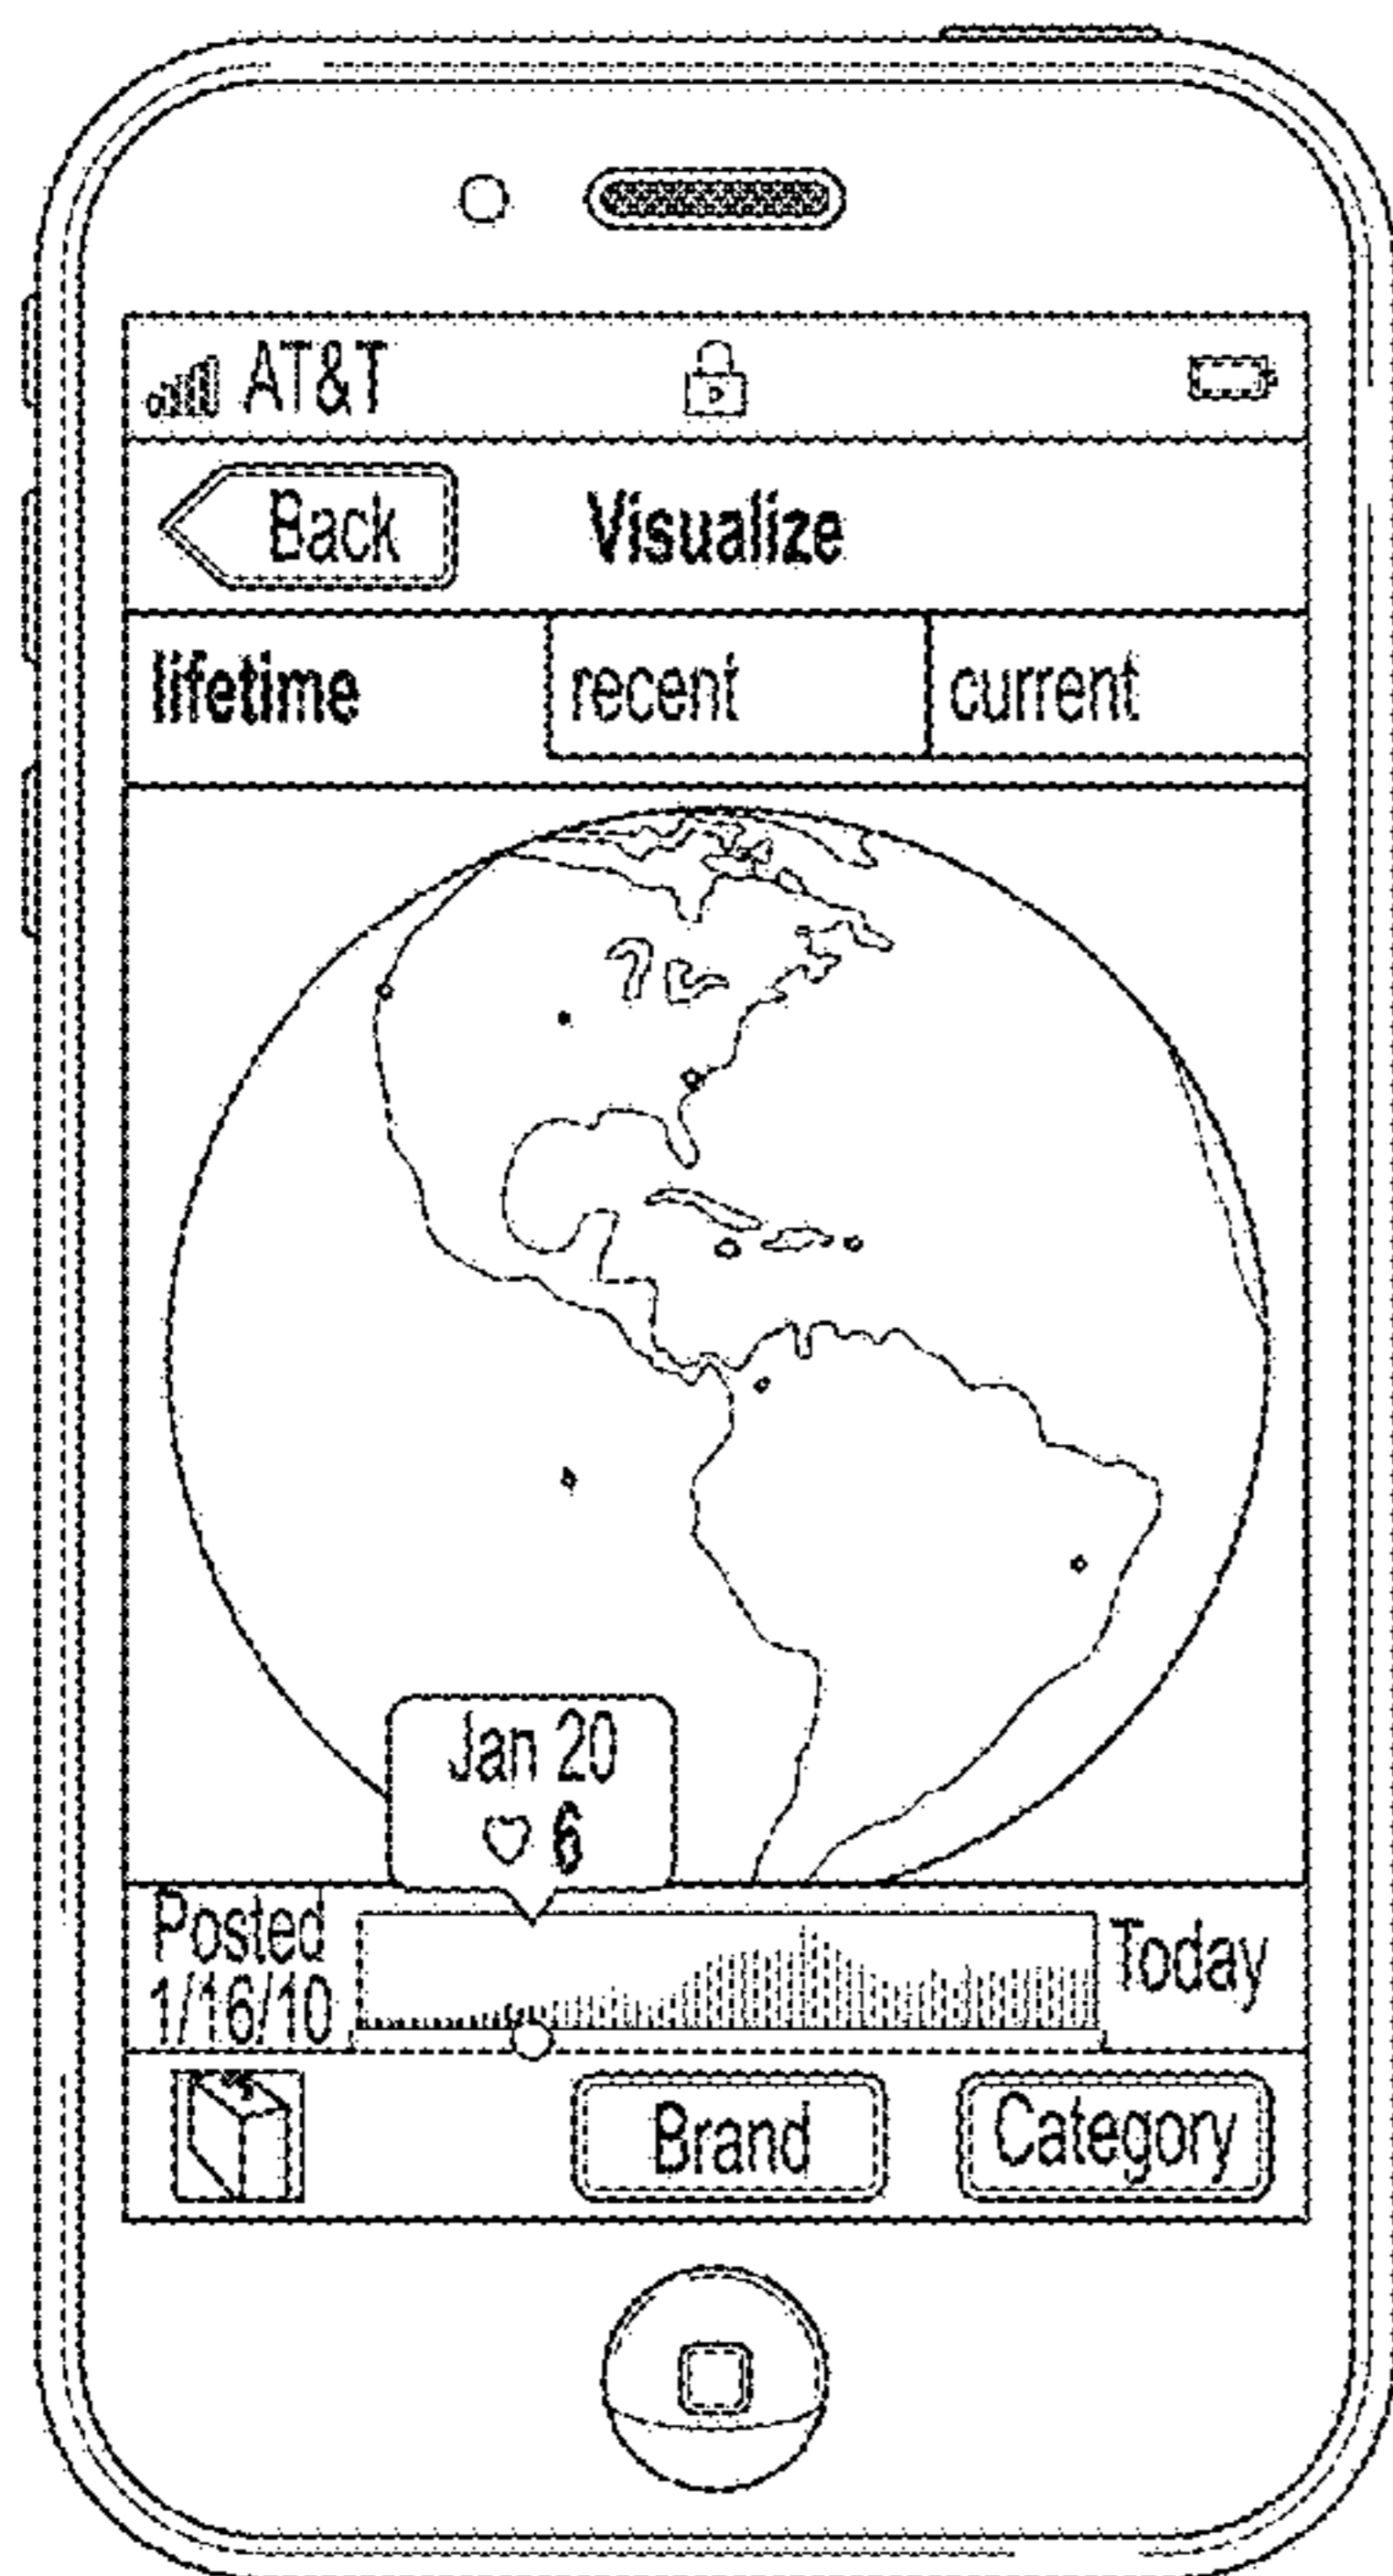 AT&T
Back
Visualize
lifetime
recent
current
Jan 20
♡ 6
Posted
1/16/10
Today
Brand
Category